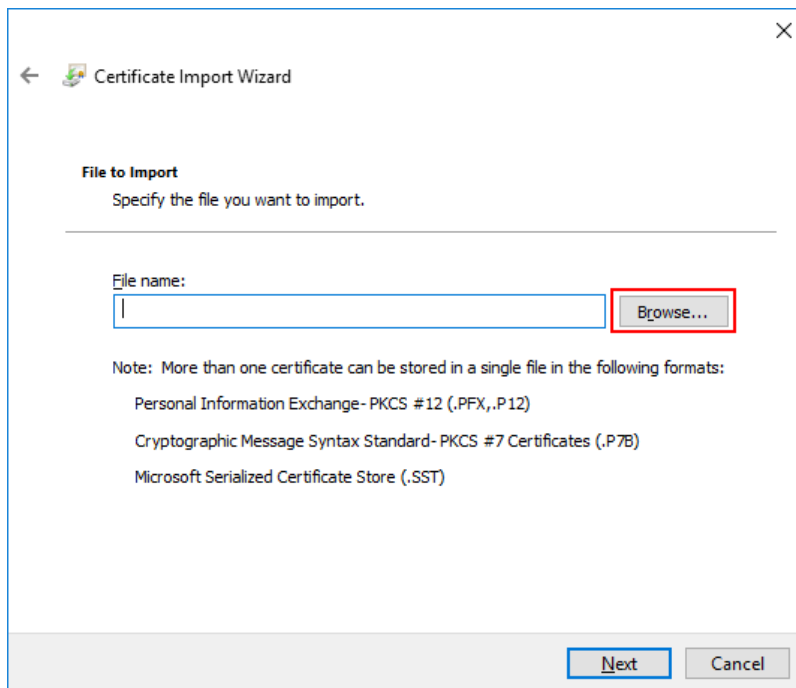 Certificate Import Wizard
File to Import
Specify the file you want to import.
File name:
Browse...
Note: More than one certificate can be stored in a single file in the following formats:
Personal Information Exchange- PKCS #12 (.PFX,.P12)
Cryptographic Message Syntax Standard- PKCS #7 Certificates (.P7B)
Microsoft Serialized Certificate Store (.SST)
Next Cancel